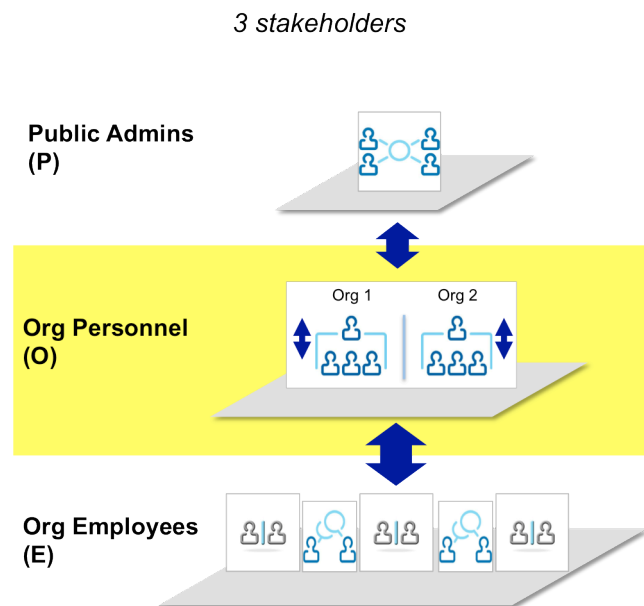 3 stakeholders
Public Admins
(P)
Org 1
Org 2
Org Personnel
(O)
Org Employees
(E)